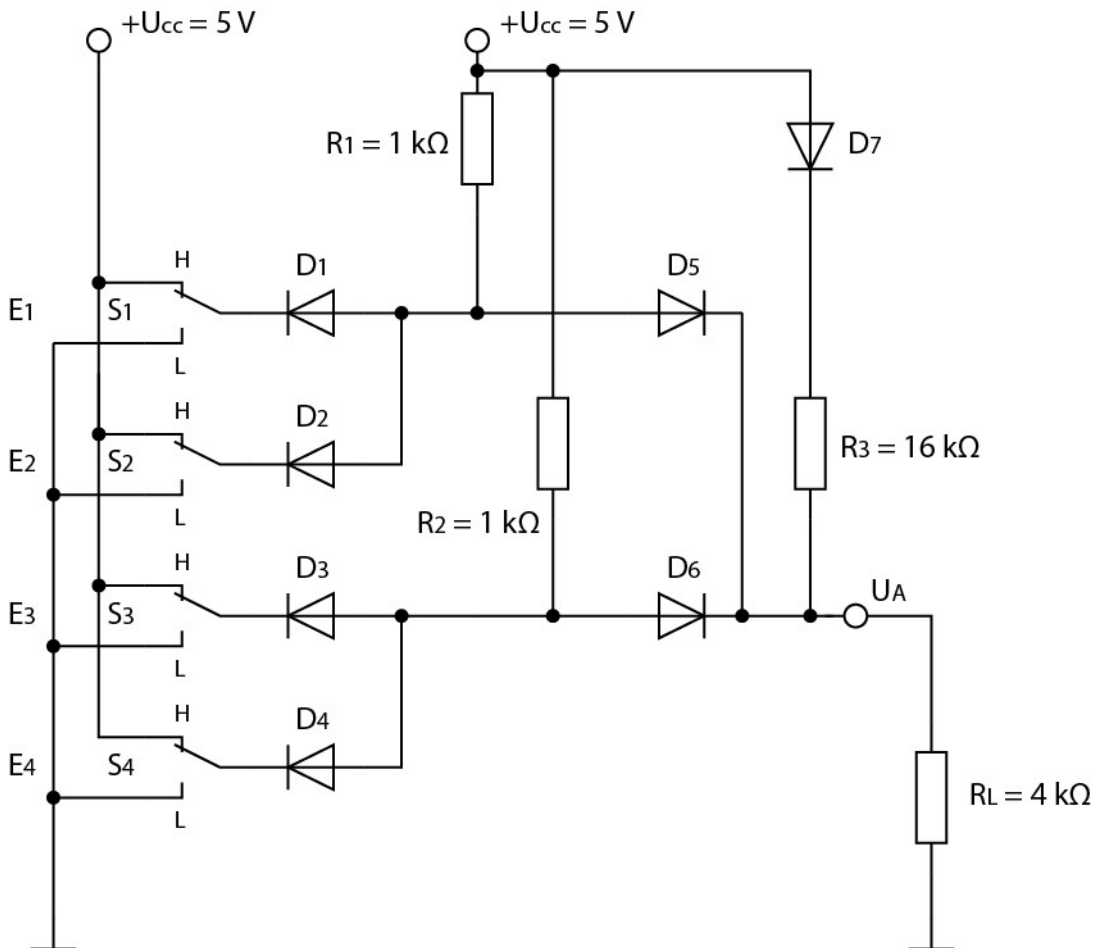 +Ucc = 5 V
+Ucc = 5 V
R1 = 1 kΩ
D7
H
D1
D5
E1
S1
L
H
D2
E2
S2
R3 = 16 kΩ
L
R2 = 1 kΩ
H
D3
D6
UA
E3
S3
L
H
D4
E4
S4
RL = 4 kΩ
L